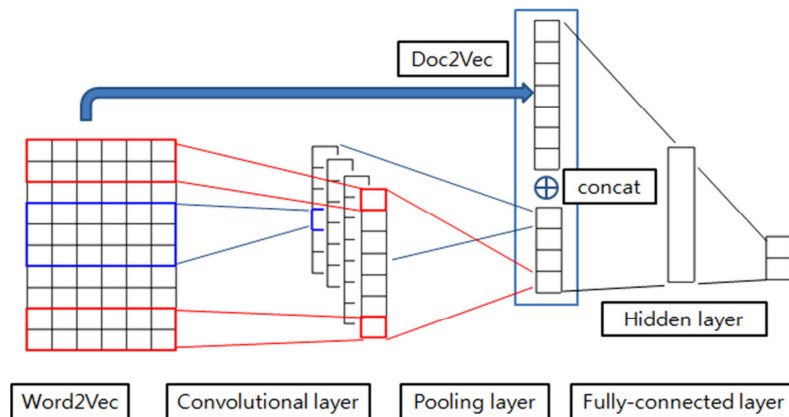 Doc2Vec
concat
Hidden layer
Word2Vec
Convolutional layer
Pooling layer
Fully-connected layer